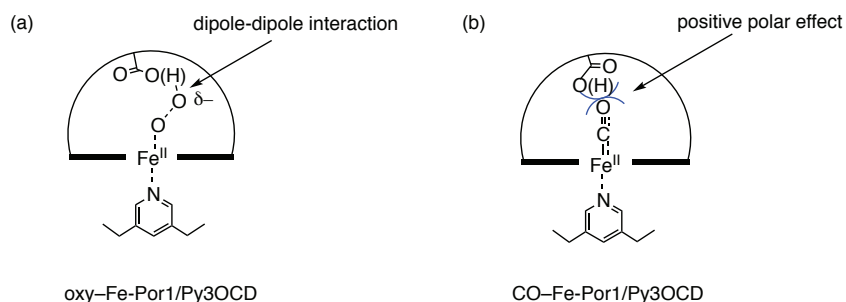 (a)
dipole-dipole interaction
O
O(H)
O
δ–
O
Fe^II
N
oxy–Fe-Por1/Py3OCD
(b)
positive polar effect
O
O(H)
O
C
Fe^II
N
CO–Fe-Por1/Py3OCD